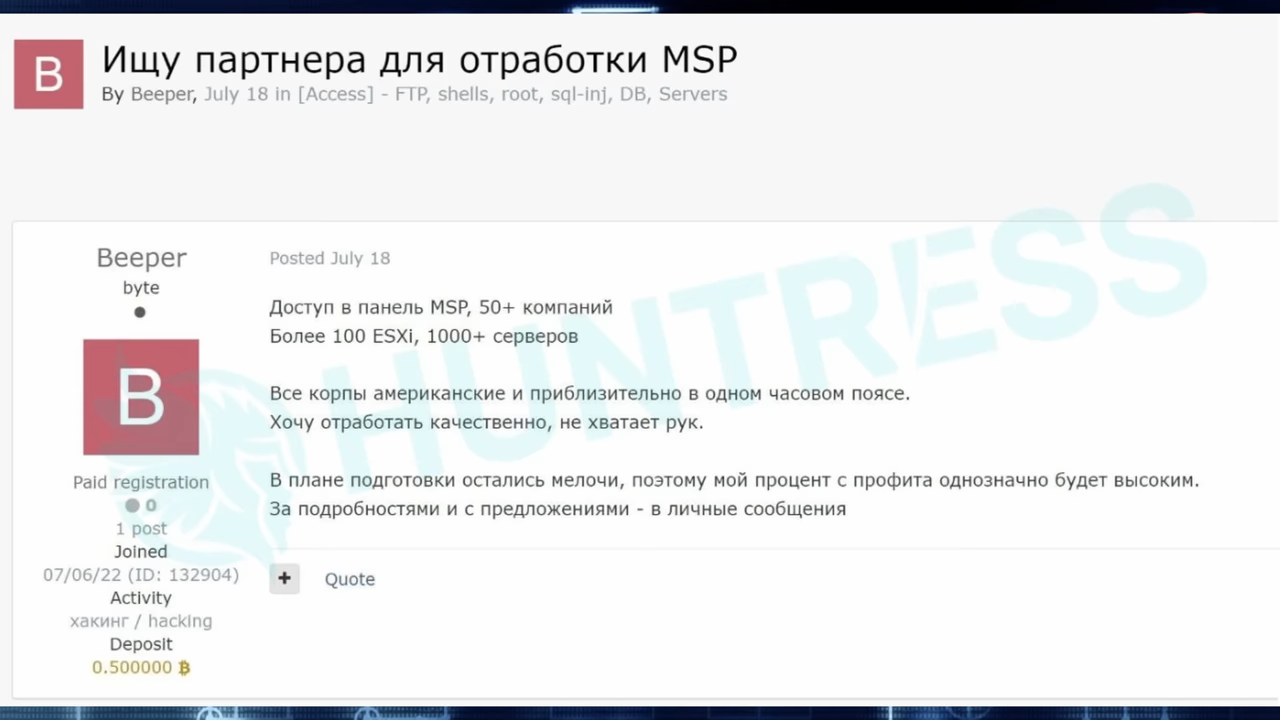 B
Ищу партнера для отработки MSP
By Beeper, July 18 in [Access] - FTP, shells, root, sql-inj, DB, Servers
Beeper
byte
B
Paid registration
0
1 post
Joined
07/06/22 (ID: 132904)
Activity
хакинг / hacking
Deposit
0.500000 ₿
Posted July 18
Доступ в панель MSP, 50+ компаний
Более 100 ESXi, 1000+ серверов
Все корпы американские и приблизительно в одном часовом поясе.
Хочу отработать качественно, не хватает рук.
В плане подготовки остались мелочи, поэтому мой процент с профита однозначно будет высоким.
За подробностями и с предложениями - в личные сообщения
+ Quote
HUNTRESS